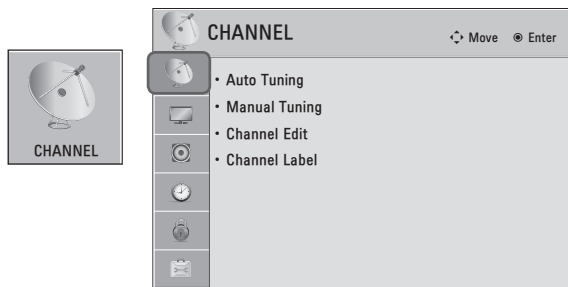 CHANNEL
CHANNEL
Move Enter
• Auto Tuning
• Manual Tuning
• Channel Edit
• Channel Label